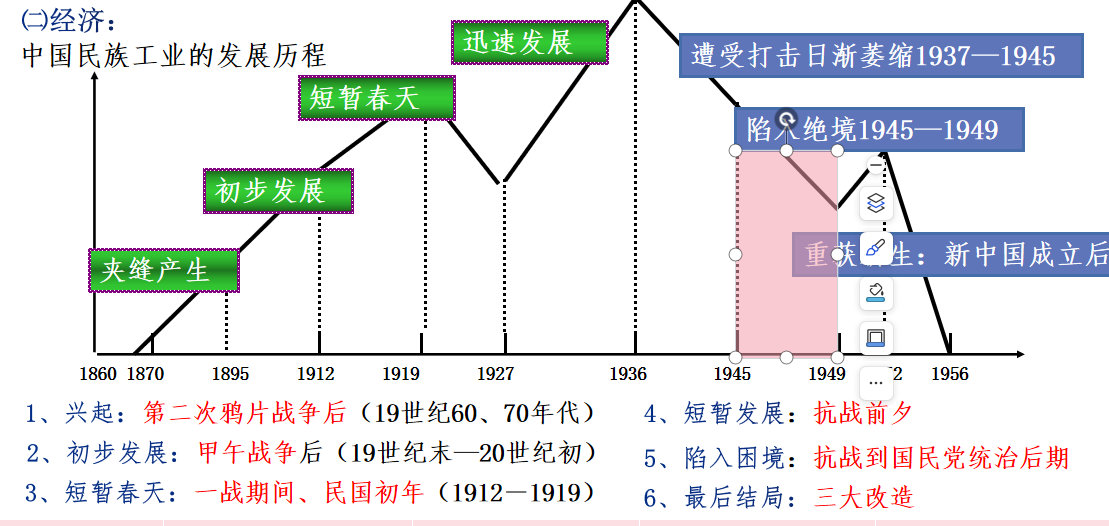 ㈡经济：
中国民族工业的发展历程
迅速发展
遭受打击日渐萎缩1937—1945
短暂春天
陷入绝境1945—1949
初步发展
夹缝产生
重获新生：新中国成立后
1860 1870 1895 1912 1919 1927 1936 1945 1949 52 1956
1、兴起：第二次鸦片战争后（19世纪60、70年代）
2、初步发展：甲午战争后（19世纪末—20世纪初）
3、短暂春天：一战期间、民国初年（1912－1919）
4、短暂发展：抗战前夕
5、陷入困境：抗战到国民党统治后期
6、最后结局：三大改造